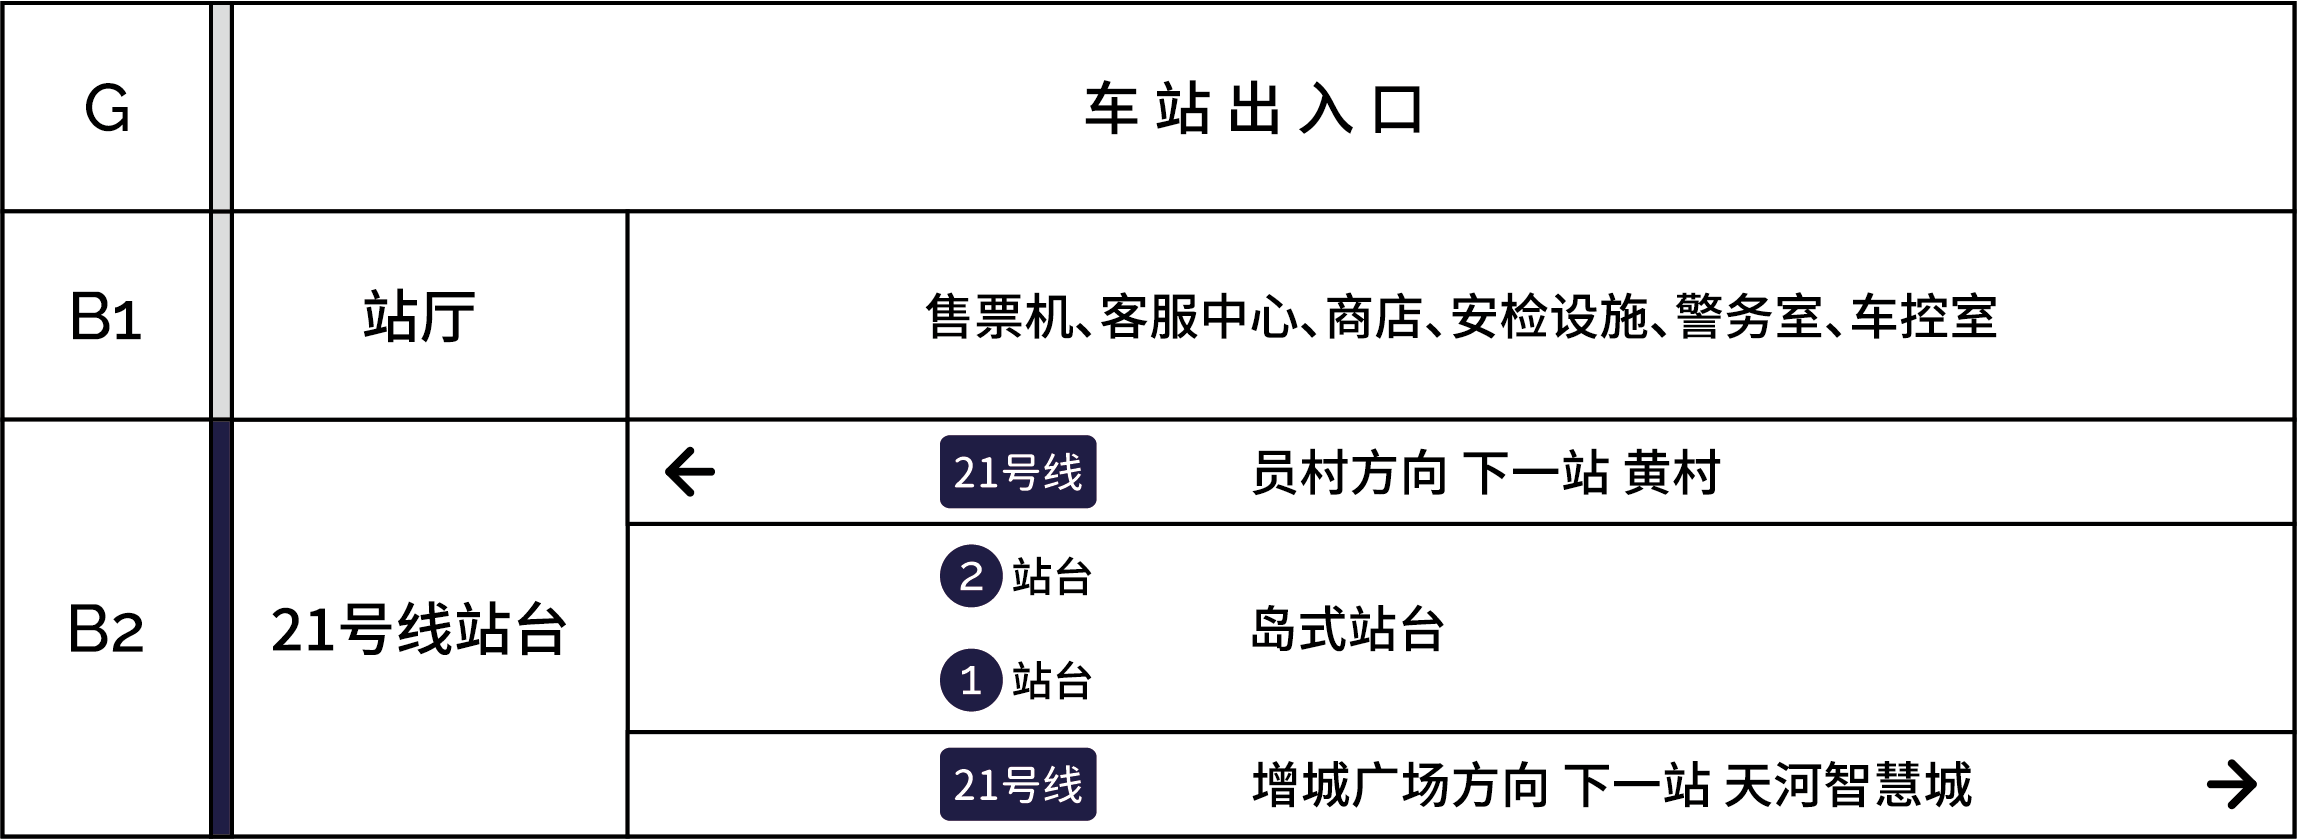 G
车站出入口
B1
站厅
售票机、客服中心、商店、安检设施、警务室、车控室
B2
21号线站台
21号线 员村方向 下一站 黄村
2 站台
岛式站台
1 站台
21号线 增城广场方向 下一站 天河智慧城